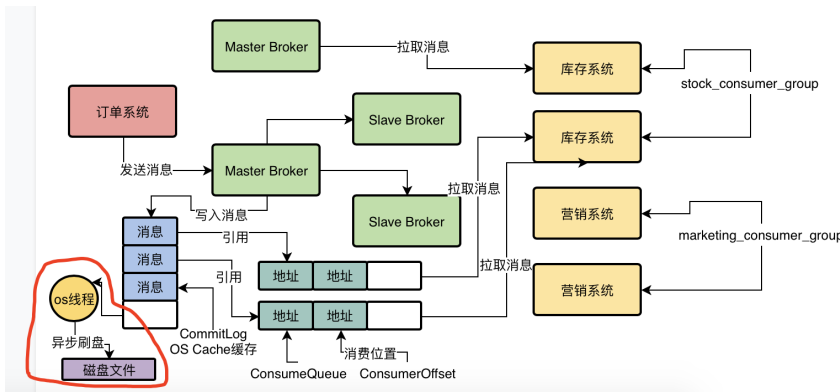 Master Broker
拉取消息
库存系统
stock_consumer_group
订单系统
Slave Broker
库存系统
发送消息
Master Broker
拉取消息
营销系统
写入消息
Slave Broker
消息
引用
marketing_consumer_group
消息
地址 地址
拉取消息
引用
消息
营销系统
os线程
地址 地址
异步刷盘
CommitLog
OS Cache缓存
消费位置
磁盘文件
ConsumeQueue
ConsumerOffset